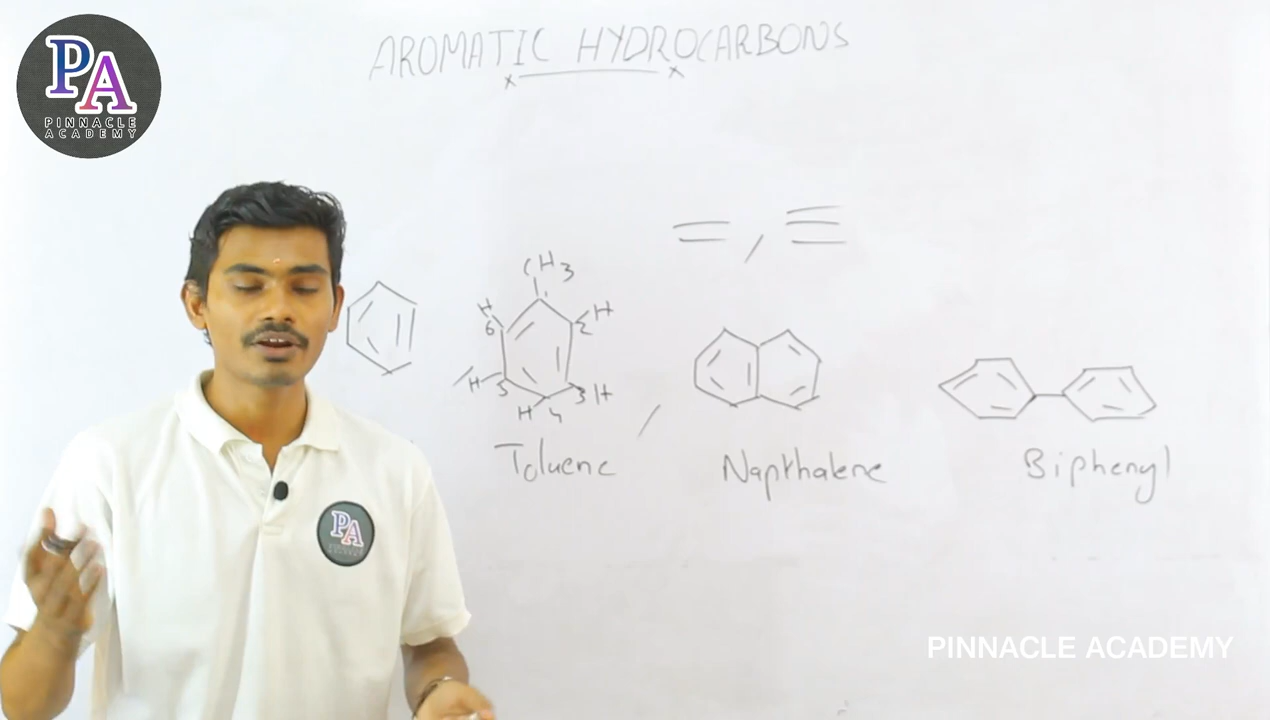 PA
PINNACLE
ACADEMY
AROMATIC HYDROCARBONS
CH3
H
6
H
2
H
5
3 H
H 4
Toluene
Napthalene
Biphenyl
PA
PINNACLE ACADEMY